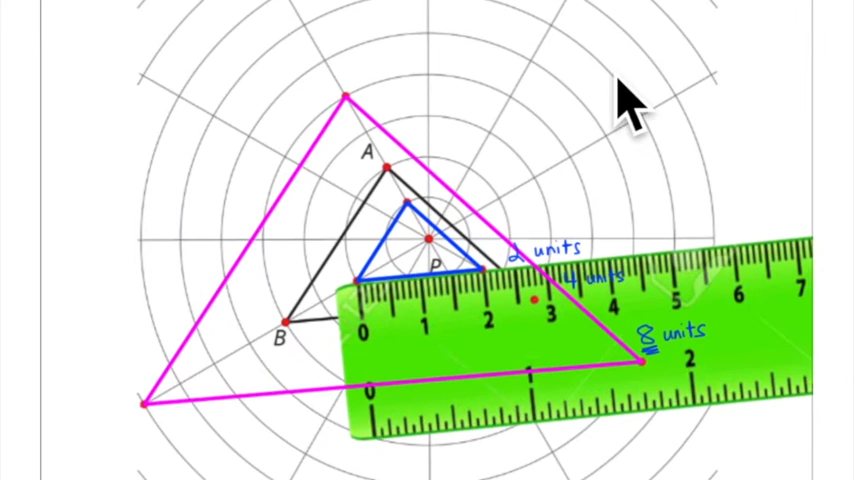 A
2 units
P
4 units
0 1 2 3 4 5 6 7
B
8 units
0 1 2